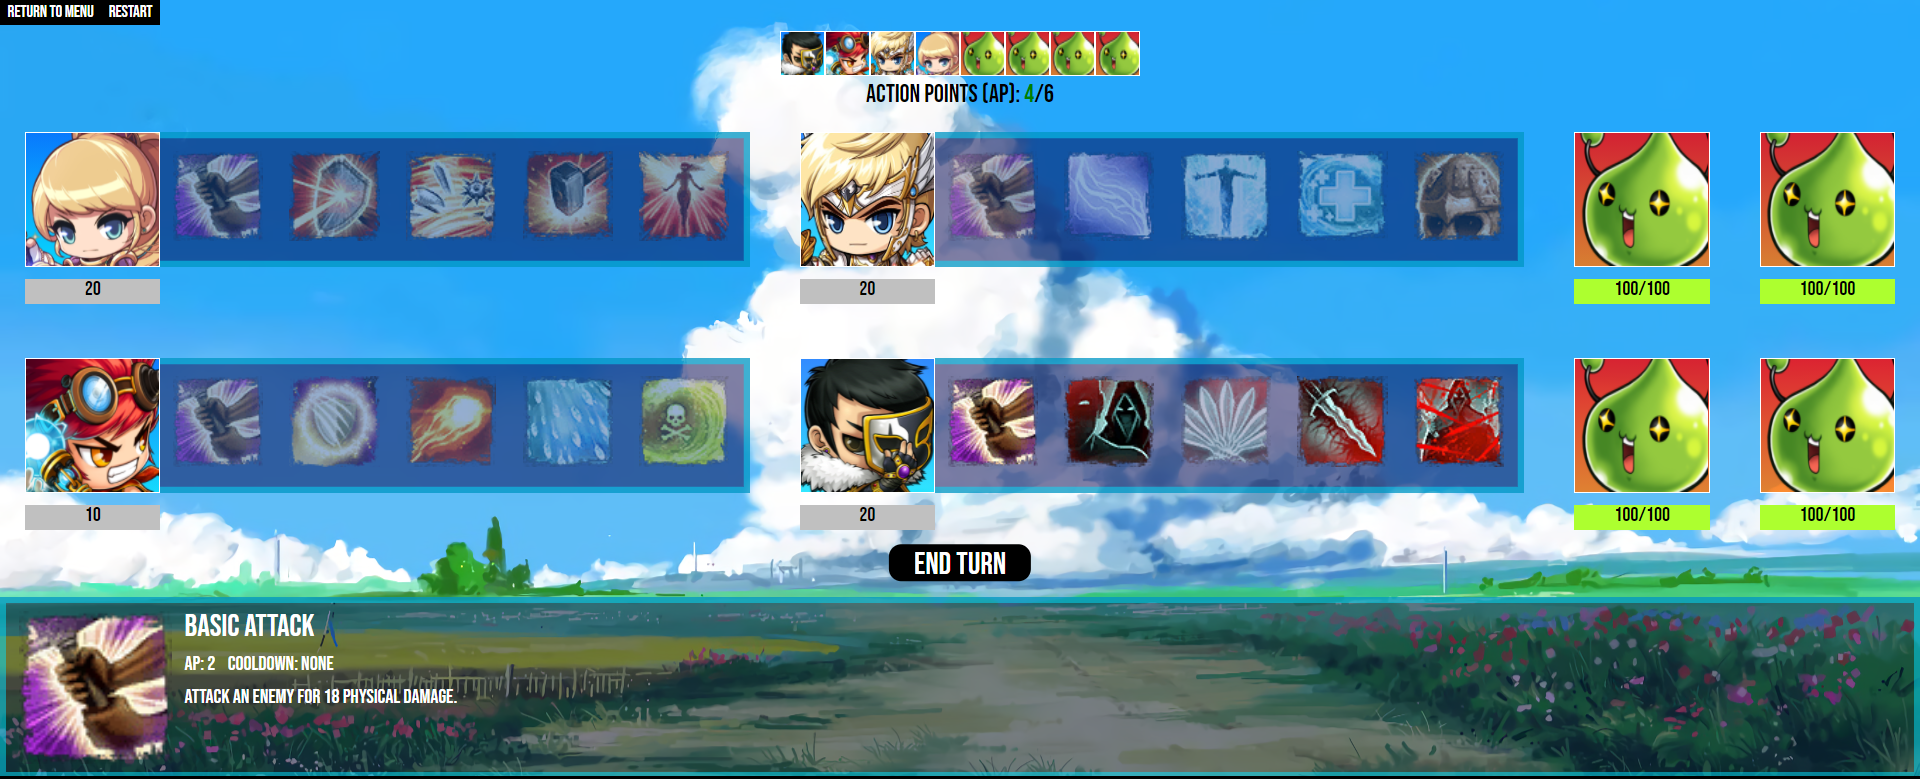 RETURN TO MENU RESTART
ACTION POINTS (AP): 4/6
20
20
100/100
100/100
10
20
100/100
100/100
END TURN
BASIC ATTACK
AP: 2 COOLDOWN: NONE
ATTACK AN ENEMY FOR 18 PHYSICAL DAMAGE.